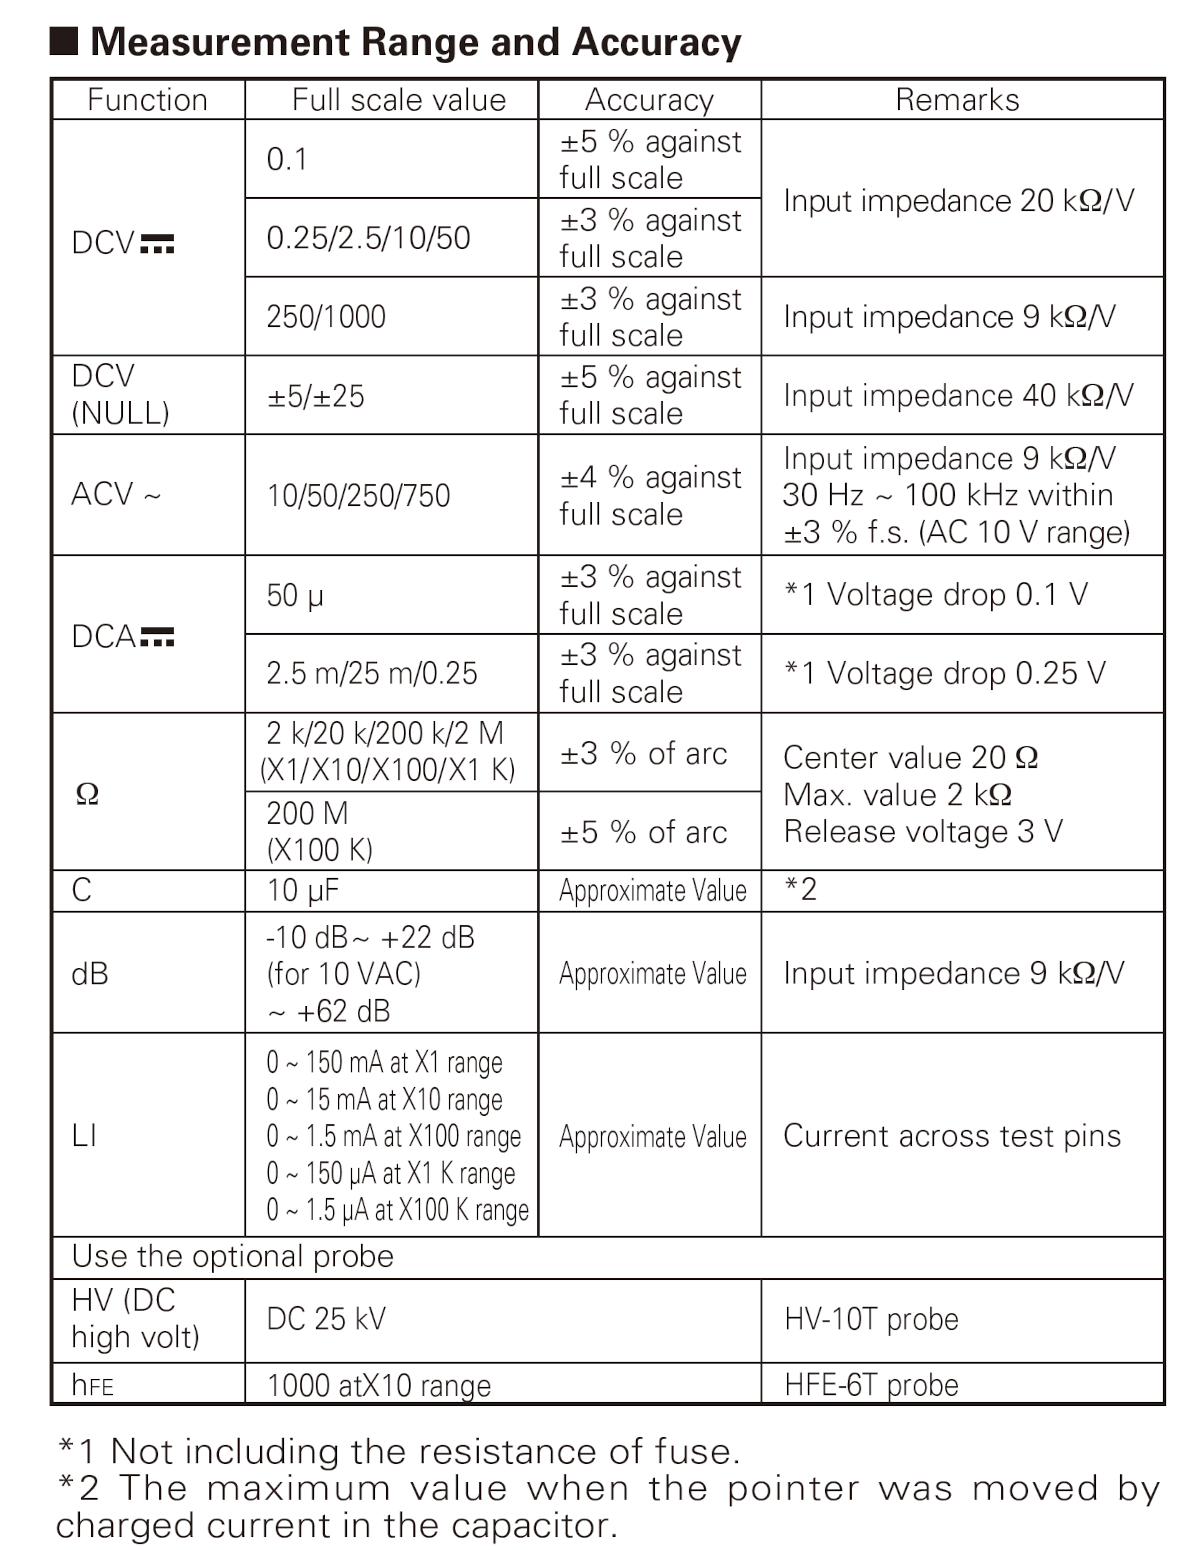 ■ Measurement Range and Accuracy
Function Full scale value Accuracy Remarks
DCV⎓
0.1
±5 % against
full scale
Input impedance 20 kΩ/V
0.25/2.5/10/50
±3 % against
full scale
250/1000
±3 % against
full scale
Input impedance 9 kΩ/V
DCV
(NULL)
±5/±25
±5 % against
full scale
Input impedance 40 kΩ/V
ACV ~
10/50/250/750
±4 % against
full scale
Input impedance 9 kΩ/V
30 Hz ~ 100 kHz within
±3 % f.s. (AC 10 V range)
DCA⎓
50 μ
±3 % against
full scale
*1 Voltage drop 0.1 V
2.5 m/25 m/0.25
±3 % against
full scale
*1 Voltage drop 0.25 V
Ω
2 k/20 k/200 k/2 M
(X1/X10/X100/X1 K)
±3 % of arc
Center value 20 Ω
Max. value 2 kΩ
Release voltage 3 V
200 M
(X100 K)
±5 % of arc
C
10 μF
Approximate Value
*2
dB
-10 dB~ +22 dB
(for 10 VAC)
~ +62 dB
Approximate Value
Input impedance 9 kΩ/V
LI
0 ~ 150 mA at X1 range
0 ~ 15 mA at X10 range
0 ~ 1.5 mA at X100 range
0 ~ 150 μA at X1 K range
0 ~ 1.5 μA at X100 K range
Approximate Value
Current across test pins
Use the optional probe
HV (DC
high volt)
DC 25 kV
HV-10T probe
hFE
1000 atX10 range
HFE-6T probe
*1 Not including the resistance of fuse.
*2 The maximum value when the pointer was moved by
charged current in the capacitor.